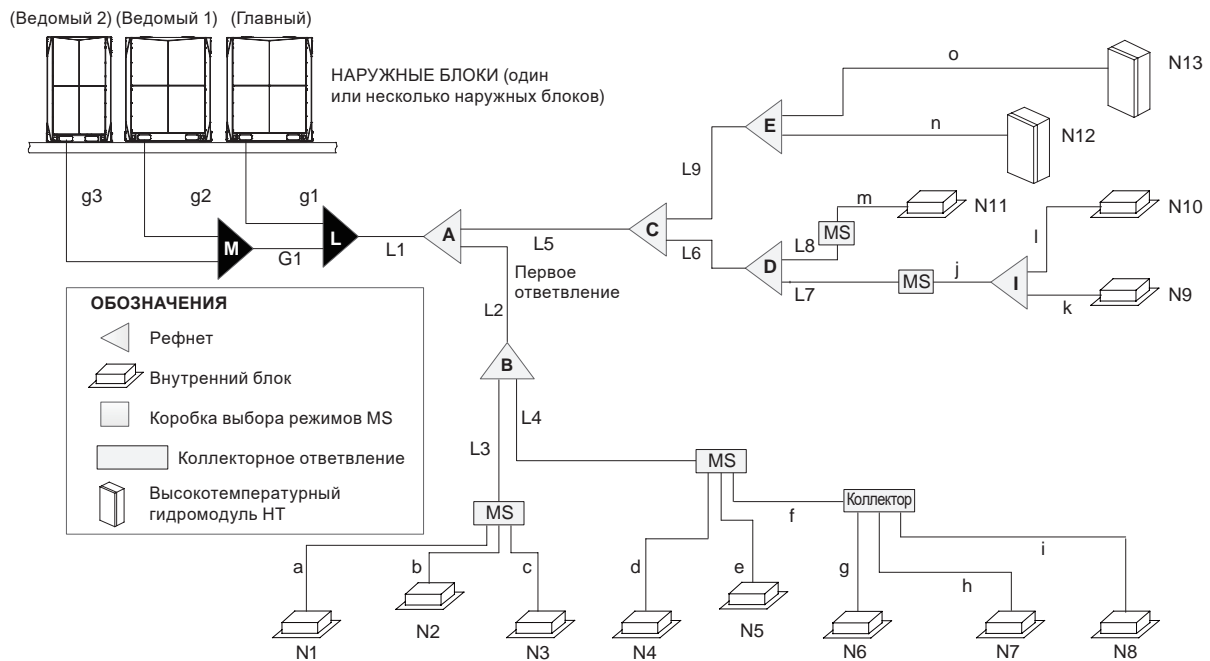 (Ведомый 2) (Ведомый 1) (Главный)
НАРУЖНЫЕ БЛОКИ (один
или несколько наружных блоков)
g3
g2
g1
M
G1
L
L1
A
L5
C
L9
E
o
N13
n
N12
L6
D
L8
MS
m
N11
L7
MS
j
I
l
N10
k
N9
Первое
ответвление
L2
B
L3
L4
MS
a
b
c
N1
N2
N3
MS
d
e
f
Коллектор
g
h
i
N4
N5
N6
N7
N8
ОБОЗНАЧЕНИЯ
Рефнет
Внутренний блок
Коробка выбора режимов MS
Коллекторное ответвление
Высокотемпературный
гидромодуль HT